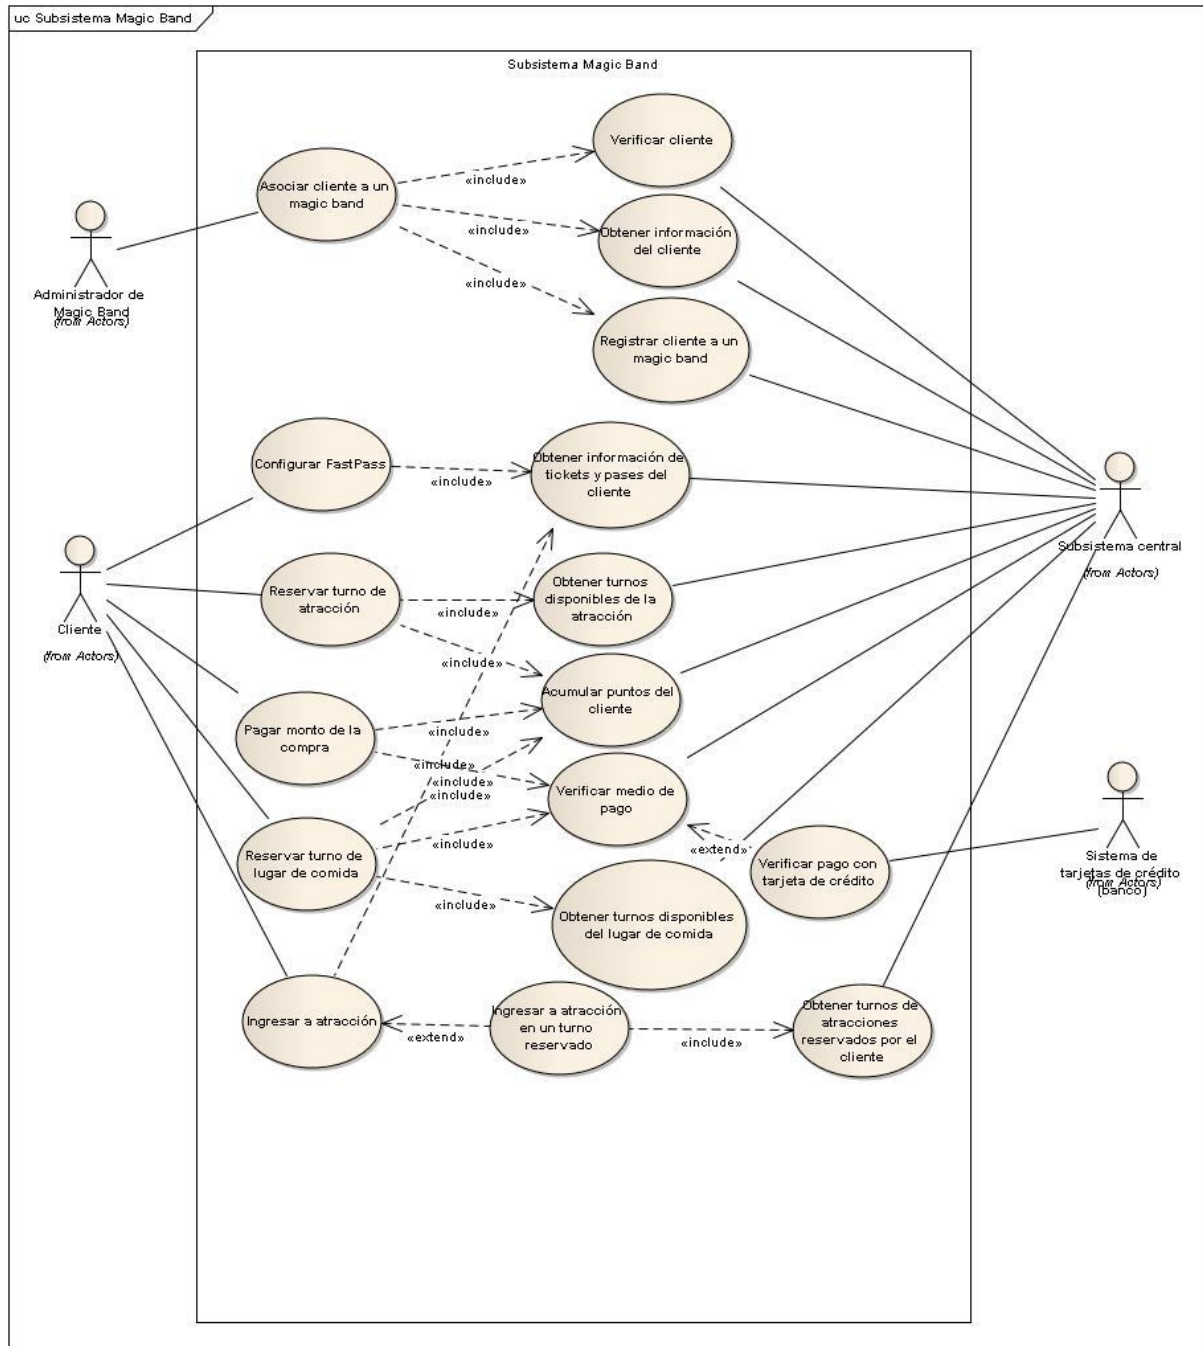 uc Subsistema Magic Band
Subsistema Magic Band
Verificar cliente
Asociar cliente a un
magic band
«include»
«include»
Obtener información
del cliente
«include»
Administrador de
Magic Band
(from Actors)
Registrar cliente a un
magic band
Configurar FastPass
«include»
Obtener información de
tickets y pases del
cliente
Subsistema central
(from Actors)
Cliente
(from Actors)
Reservar turno de
atracción
«include»
Obtener turnos
disponibles de la
atracción
«include»
Acumular puntos del
cliente
Pagar monto de la
compra
«include»
«include»
«include»
«include»
Verificar medio de
pago
Reservar turno de
lugar de comida
«include»
«extend»
Verificar pago con
tarjeta de crédito
Sistema de
tarjetas de crédito
(from Actors)
(banco)
«include»
Obtener turnos disponibles
del lugar de comida
Ingresar a atracción
«extend»
Ingresar a atracción
en un turno
reservado
«include»
Obtener turnos de
atracciones
reservados por el
cliente